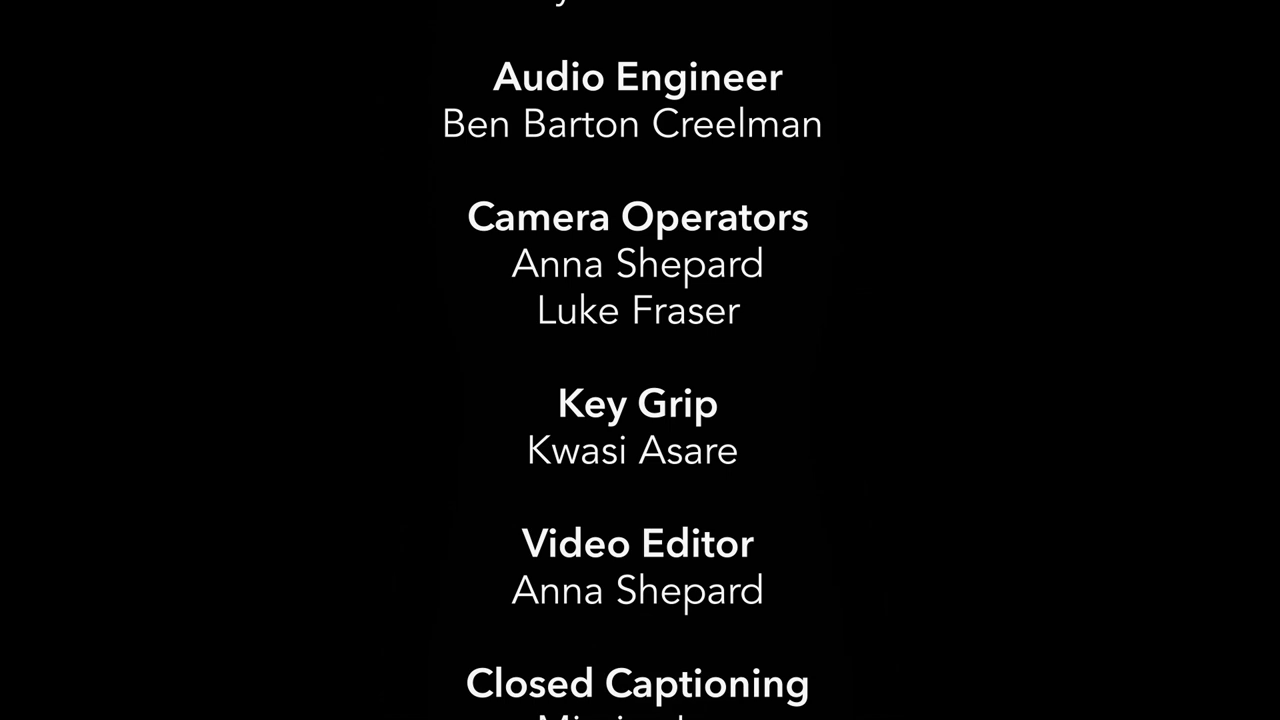 Audio Engineer
Ben Barton Creelman
Camera Operators
Anna Shepard
Luke Fraser
Key Grip
Kwasi Asare
Video Editor
Anna Shepard
Closed Captioning